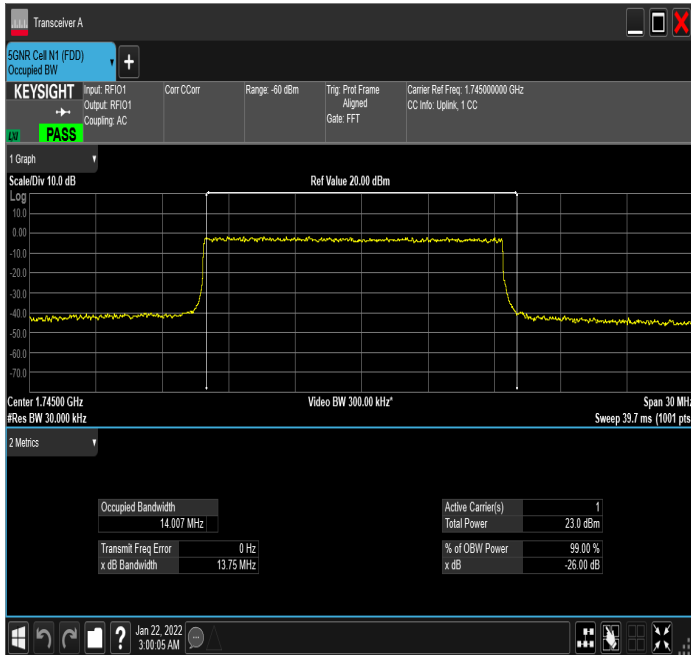 Transceiver A
5GNR Cell N1 (FDD)
Occupied BW
+
KEYSIGHT
Input: RFIO1
Output: RFIO1
Coupling: AC
Corr CCorr
Range: -60 dBm
Trig: Prot Frame
Aligned
Gate: FFT
Carrier Ref Freq: 1.745000000 GHz
CC Info: Uplink, 1 CC
LXI
PASS
1 Graph
Scale/Div 10.0 dB
Ref Value 20.00 dBm
Log
10.0
0.00
-10.0
-20.0
-30.0
-40.0
-50.0
-60.0
-70.0
Center 1.74500 GHz
Video BW 300.00 kHz*
Span 30 MHz
#Res BW 30.000 kHz
Sweep 39.7 ms (1001 pts
2 Metrics
Occupied Bandwidth
14.007 MHz
Transmit Freq Error 0 Hz
x dB Bandwidth 13.75 MHz
Active Carrier(s) 1
Total Power 23.0 dBm
% of OBW Power 99.00 %
x dB -26.00 dB
?
Jan 22, 2022
3:00:05 AM